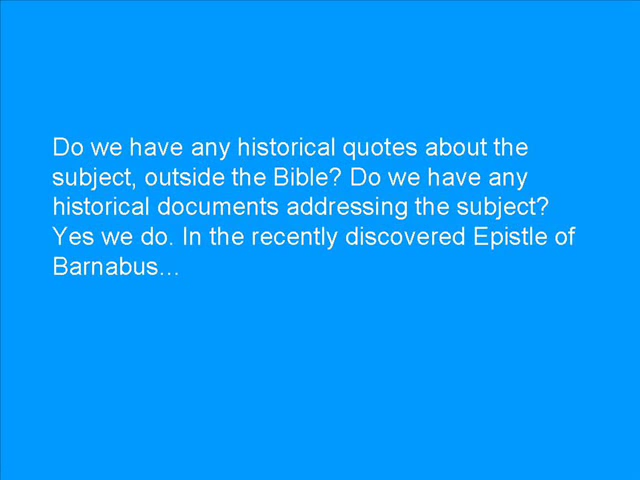 Do we have any historical quotes about the
subject, outside the Bible? Do we have any
historical documents addressing the subject?
Yes we do. In the recently discovered Epistle of
Barnabus...